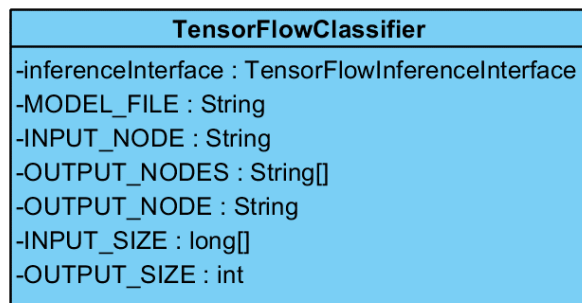 TensorFlowClassifier
-inferenceInterface : TensorFlowInferenceInterface
-MODEL_FILE : String
-INPUT_NODE : String
-OUTPUT_NODES : String[]
-OUTPUT_NODE : String
-INPUT_SIZE : long[]
-OUTPUT_SIZE : int